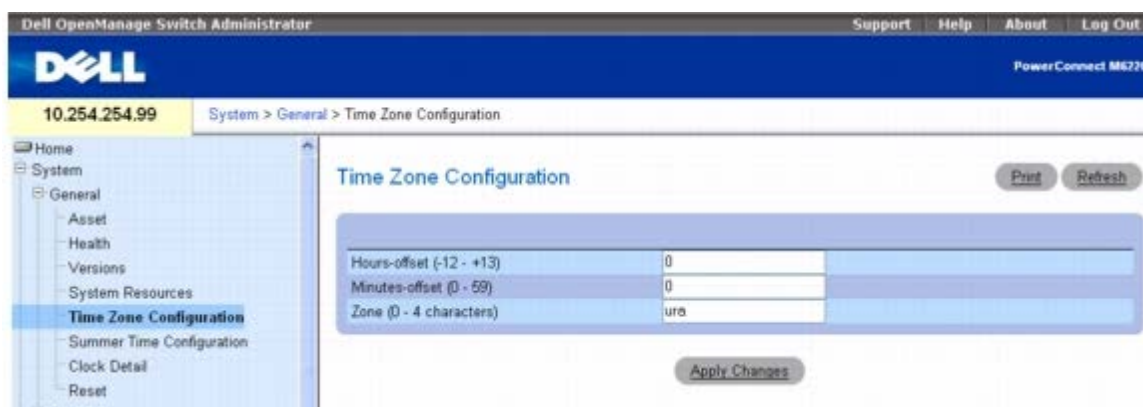 Dell OpenManage Switch Administrator
Support Help About Log Out
DELL
PowerConnect M6220
10.254.254.99
System > General > Time Zone Configuration
Home
System
General
Asset
Health
Versions
System Resources
Time Zone Configuration
Summer Time Configuration
Clock Detail
Reset
Time Zone Configuration
Print Refresh
Hours-offset (-12 - +13) 0
Minutes-offset (0 - 59) 0
Zone (0 - 4 characters) ura
Apply Changes